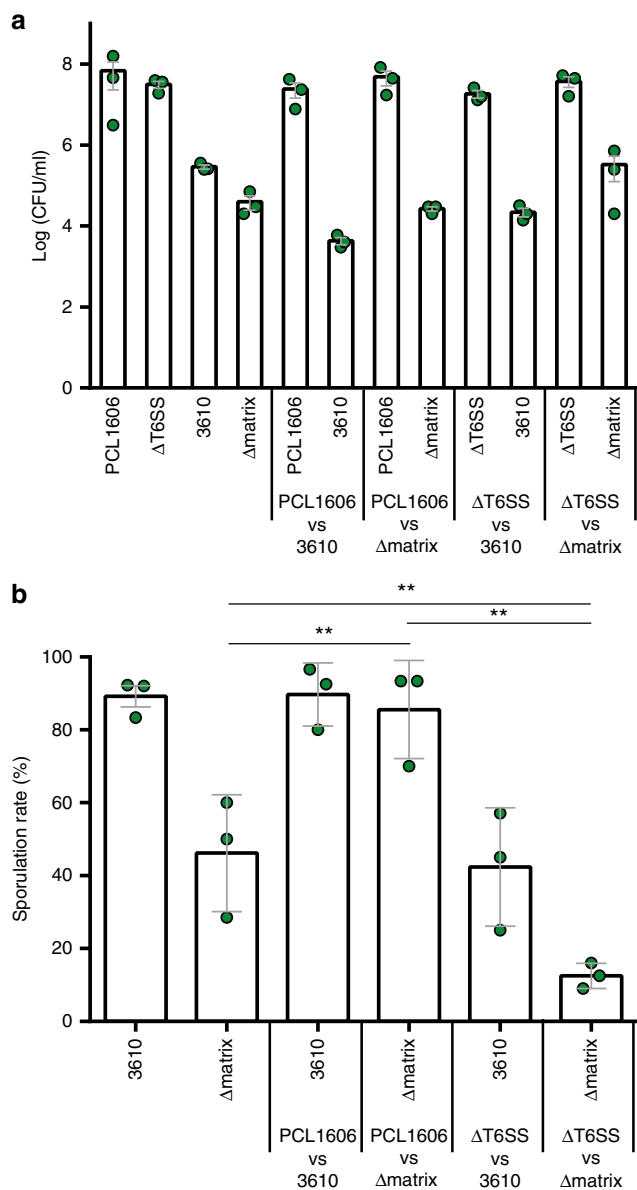 a
Log (CFU/ml)
8
6
4
2
0
PCL1606
ΔT6SS
3610
Δmatrix
PCL1606
3610
PCL1606
Δmatrix
ΔT6SS
3610
ΔT6SS
Δmatrix
PCL1606
vs
3610
PCL1606
vs
Δmatrix
ΔT6SS
vs
3610
ΔT6SS
vs
Δmatrix
b
**
**
**
Sporulation rate (%)
100
80
60
40
20
0
3610
Δmatrix
3610
Δmatrix
3610
Δmatrix
PCL1606
vs
3610
PCL1606
vs
Δmatrix
ΔT6SS
vs
3610
ΔT6SS
vs
Δmatrix